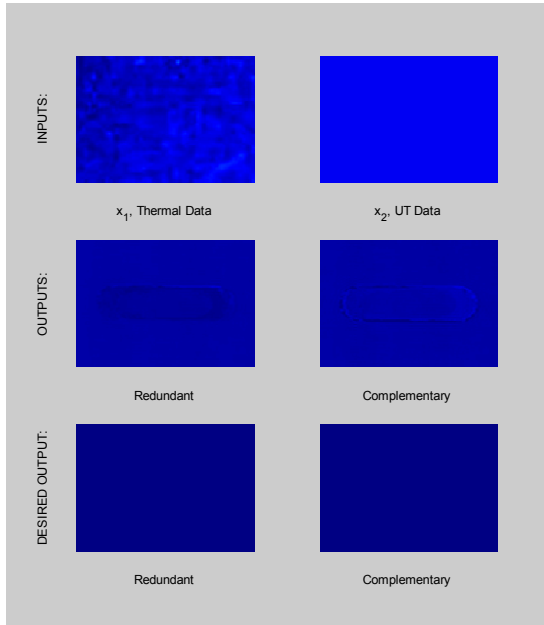 INPUTS:
x1, Thermal Data
x2, UT Data
OUTPUTS:
Redundant
Complementary
DESIRED OUTPUT:
Redundant
Complementary